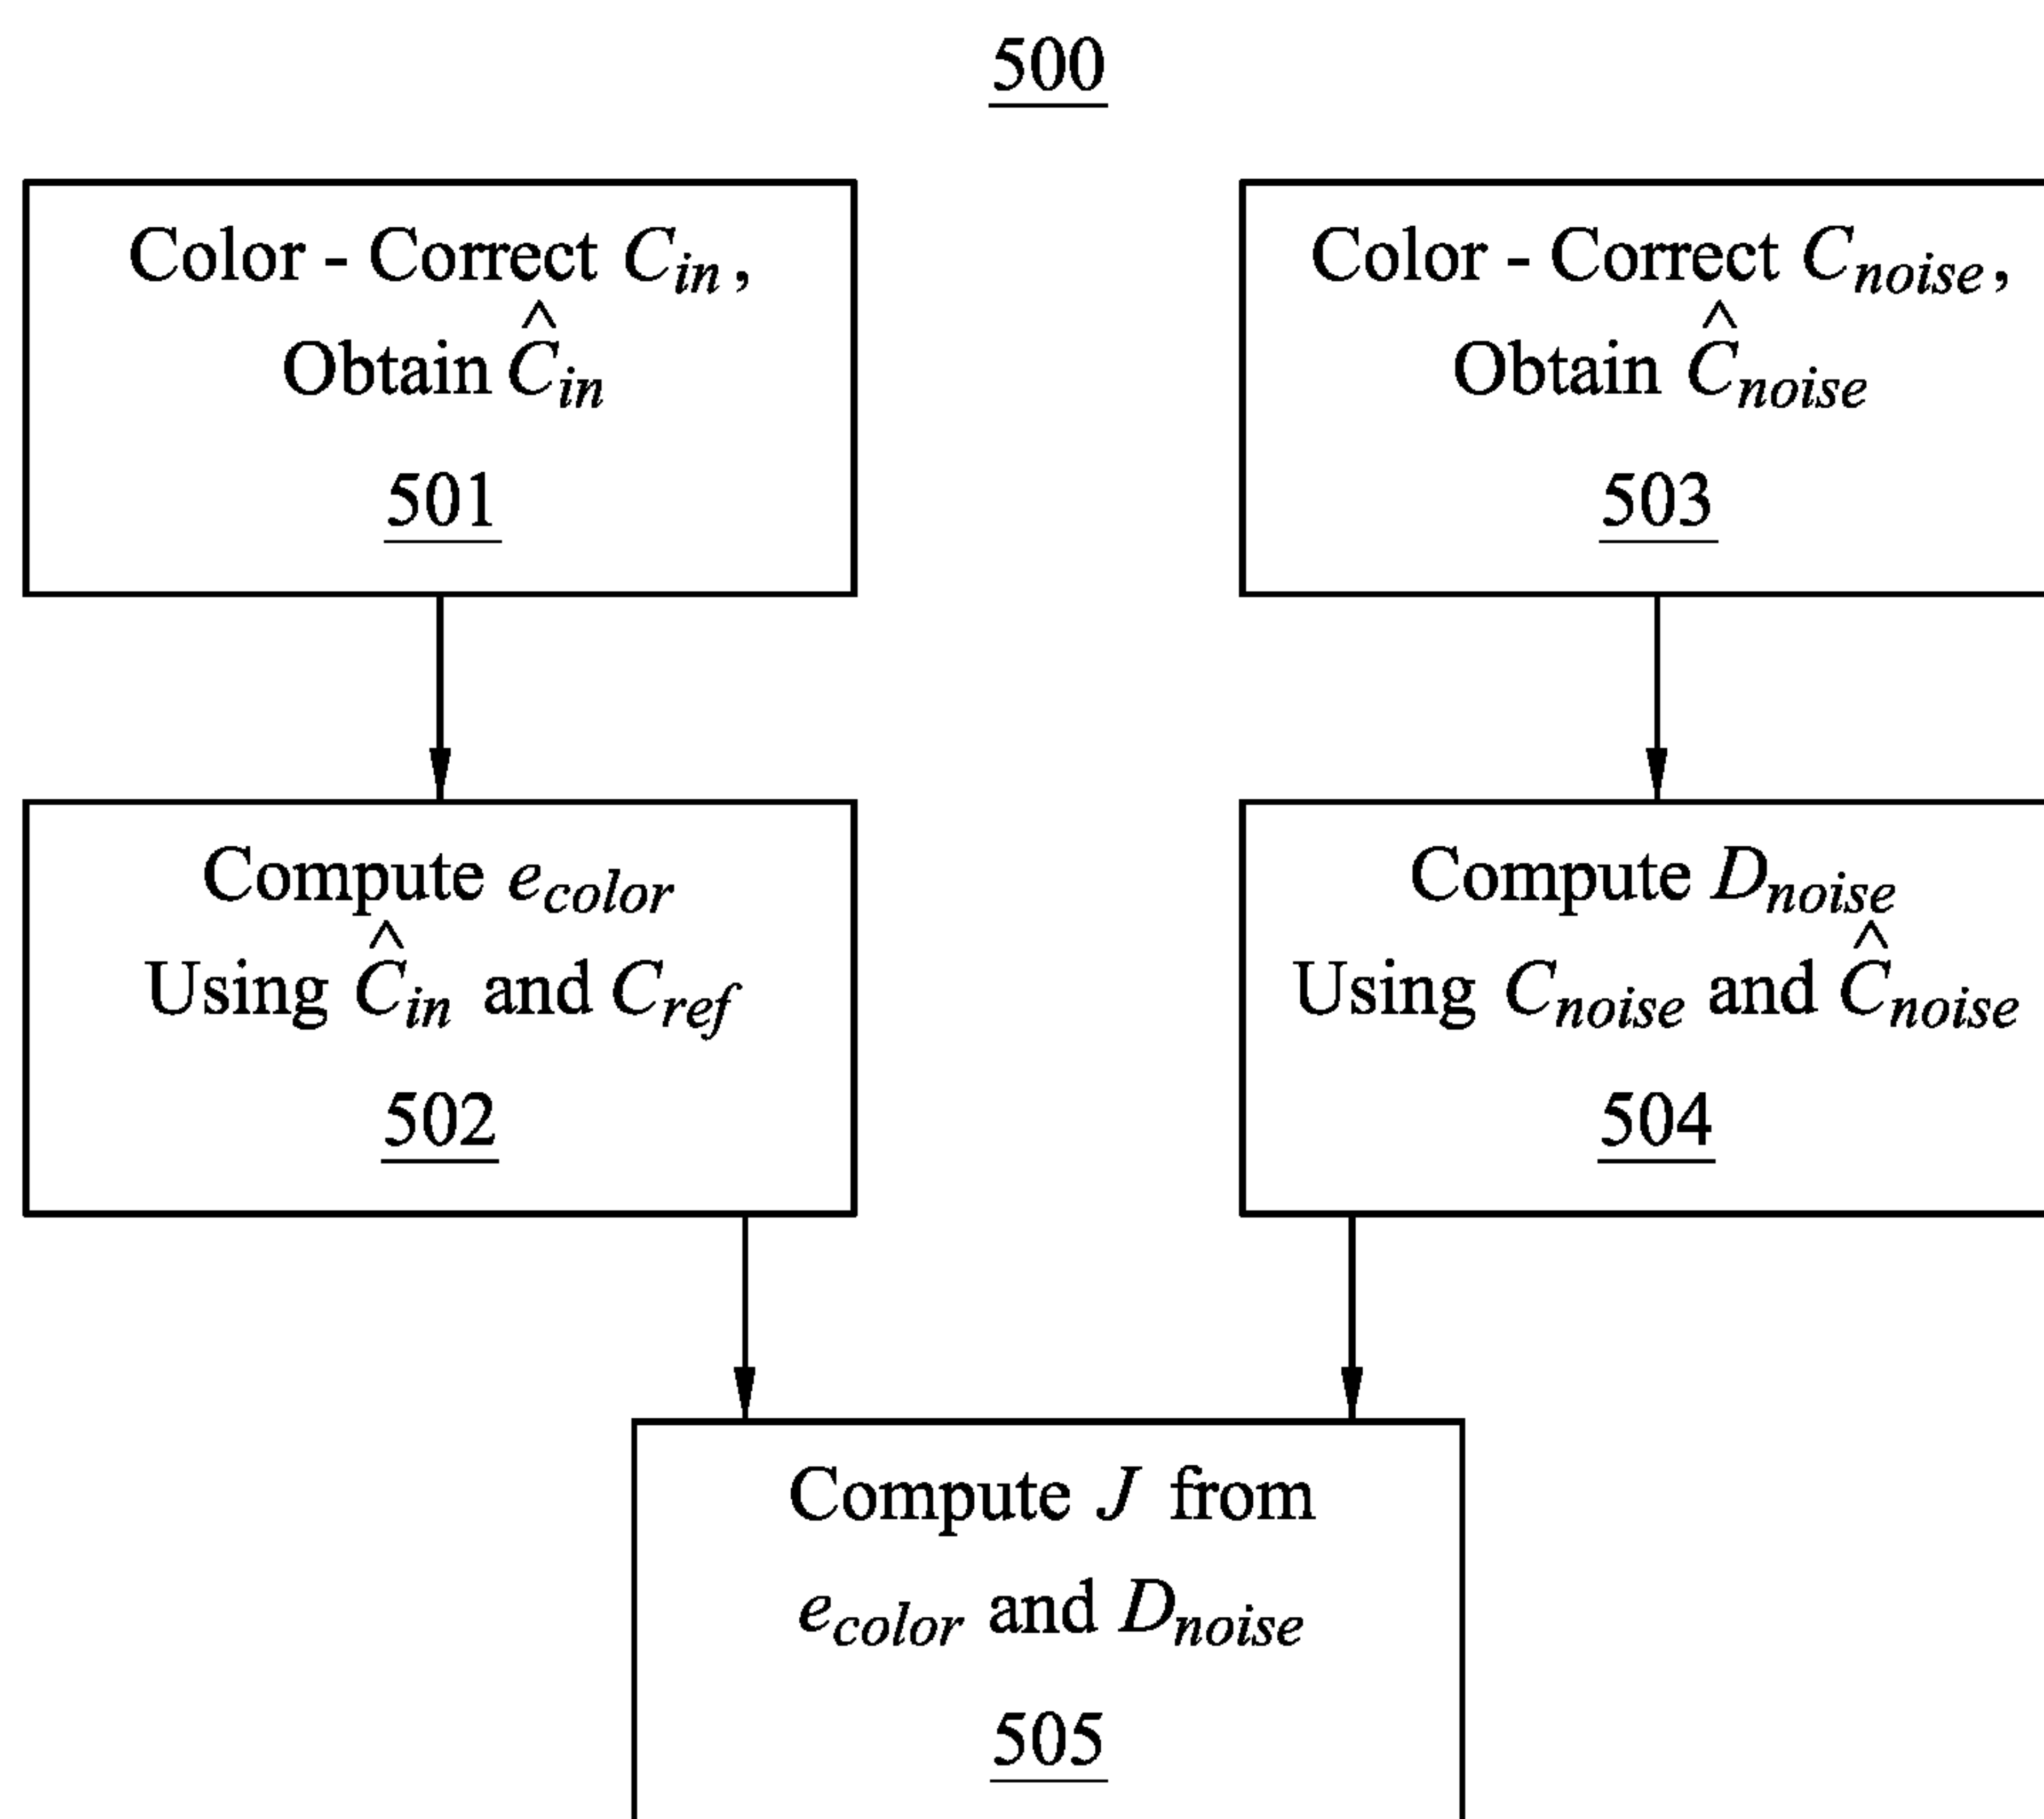 500
Color - Correct C_in,
Obtain Ĉ_in
501
Color - Correct C_noise,
Obtain Ĉ_noise
503
Compute e_color
Using Ĉ_in and C_ref
502
Compute D_noise
Using C_noise and Ĉ_noise
504
Compute J from
e_color and D_noise
505